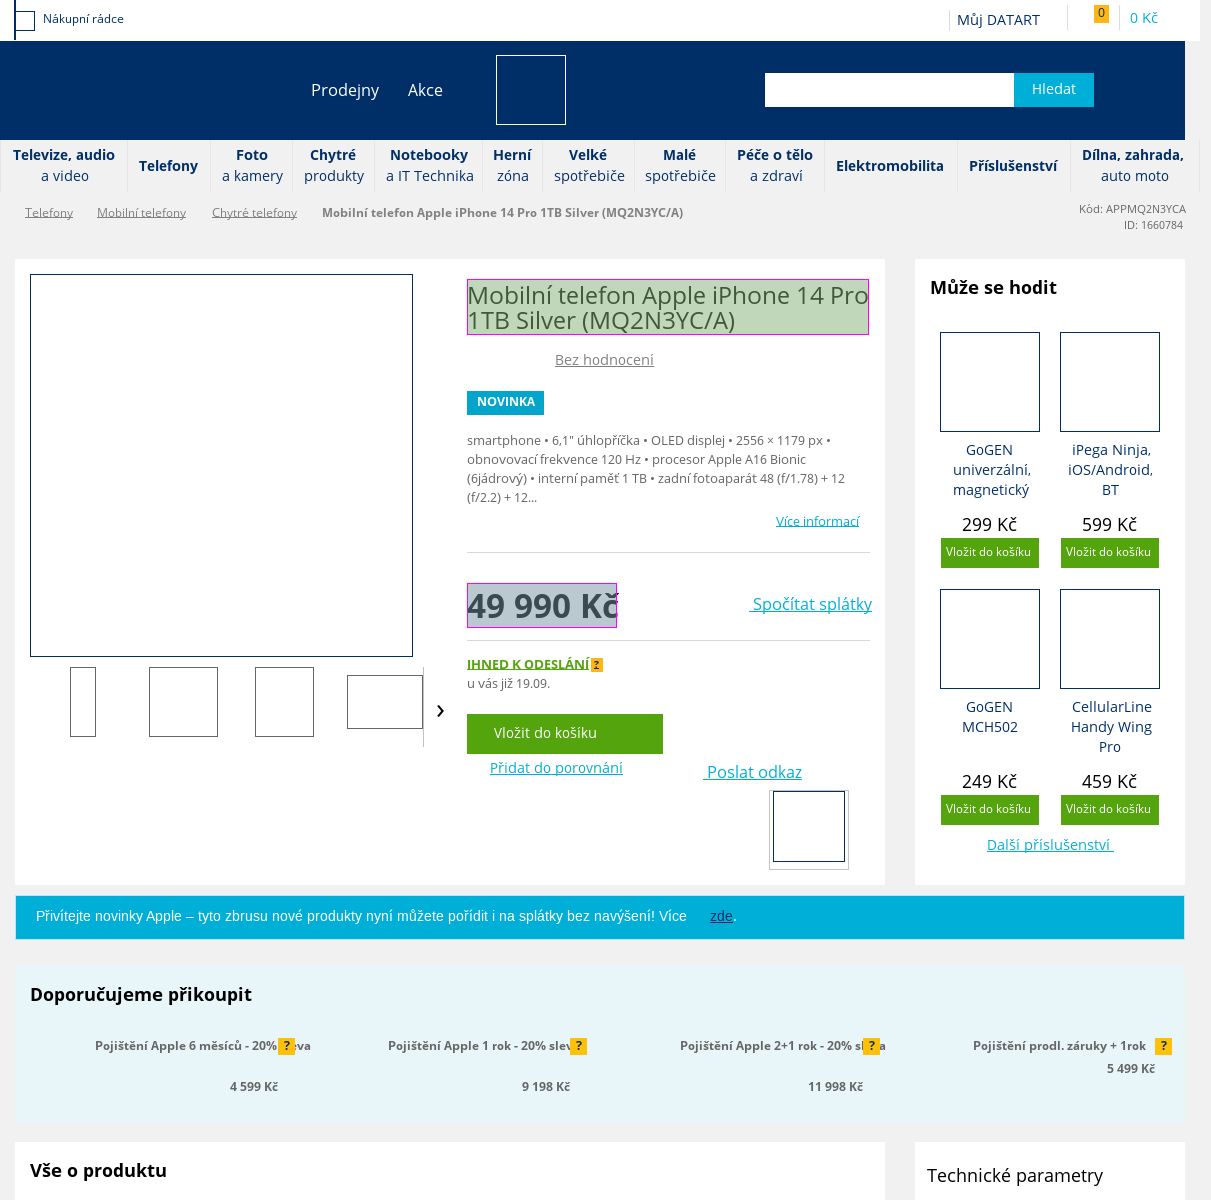 Nákupní rádce
Můj DATART
0
0 Kč
Prodejny
Akce
Hledat
Televize, audio
a video
Telefony
Foto
a kamery
Chytré
produkty
Notebooky
a IT Technika
Herní
zóna
Velké
spotřebiče
Malé
spotřebiče
Péče o tělo
a zdraví
Elektromobilita
Příslušenství
Dílna, zahrada,
auto moto
Telefony
Mobilní telefony
Chytré telefony
Mobilní telefon Apple iPhone 14 Pro 1TB Silver (MQ2N3YC/A)
Kód: APPMQ2N3YCA
ID: 1660784
Mobilní telefon Apple iPhone 14 Pro
1TB Silver (MQ2N3YC/A)
Bez hodnocení
NOVINKA
smartphone • 6,1" úhlopříčka • OLED displej • 2556 × 1179 px •
obnovovací frekvence 120 Hz • procesor Apple A16 Bionic
(6jádrový) • interní paměť 1 TB • zadní fotoaparát 48 (f/1.78) + 12
(f/2.2) + 12...
Více informací
49 990 Kč
Spočítat splátky
IHNED K ODESLÁNÍ ?
u vás již 19.09.
Vložit do košíku
Přidat do porovnání
Poslat odkaz
Může se hodit
GoGEN
univerzální,
magnetický
299 Kč
Vložit do košíku
iPega Ninja,
iOS/Android,
BT
599 Kč
Vložit do košíku
GoGEN
MCH502
249 Kč
Vložit do košíku
CellularLine
Handy Wing
Pro
459 Kč
Vložit do košíku
Další příslušenství
Přivítejte novinky Apple – tyto zbrusu nové produkty nyní můžete pořídit i na splátky bez navýšení! Více zde.
Doporučujeme přikoupit
Pojištění Apple 6 měsíců - 20% ?
4 599 Kč
Pojištění Apple 1 rok - 20% ?
9 198 Kč
Pojištění Apple 2+1 rok - 20% ?
11 998 Kč
Pojištění prodl. záruky + 1rok ?
5 499 Kč
Vše o produktu
Technické parametry